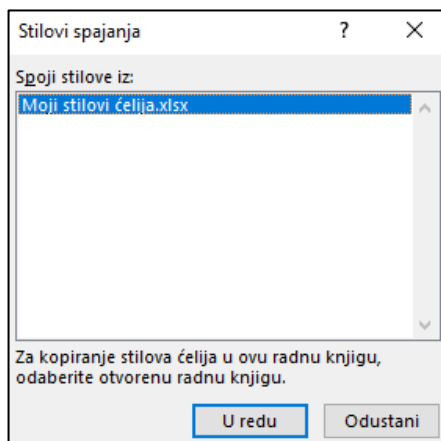 Stilovi spajanja
Spoji stilove iz:
Moji stilovi ćelija.xlsx
Za kopiranje stilova ćelija u ovu radnu knjigu,
odaberite otvorenu radnu knjigu.
U redu Odustani